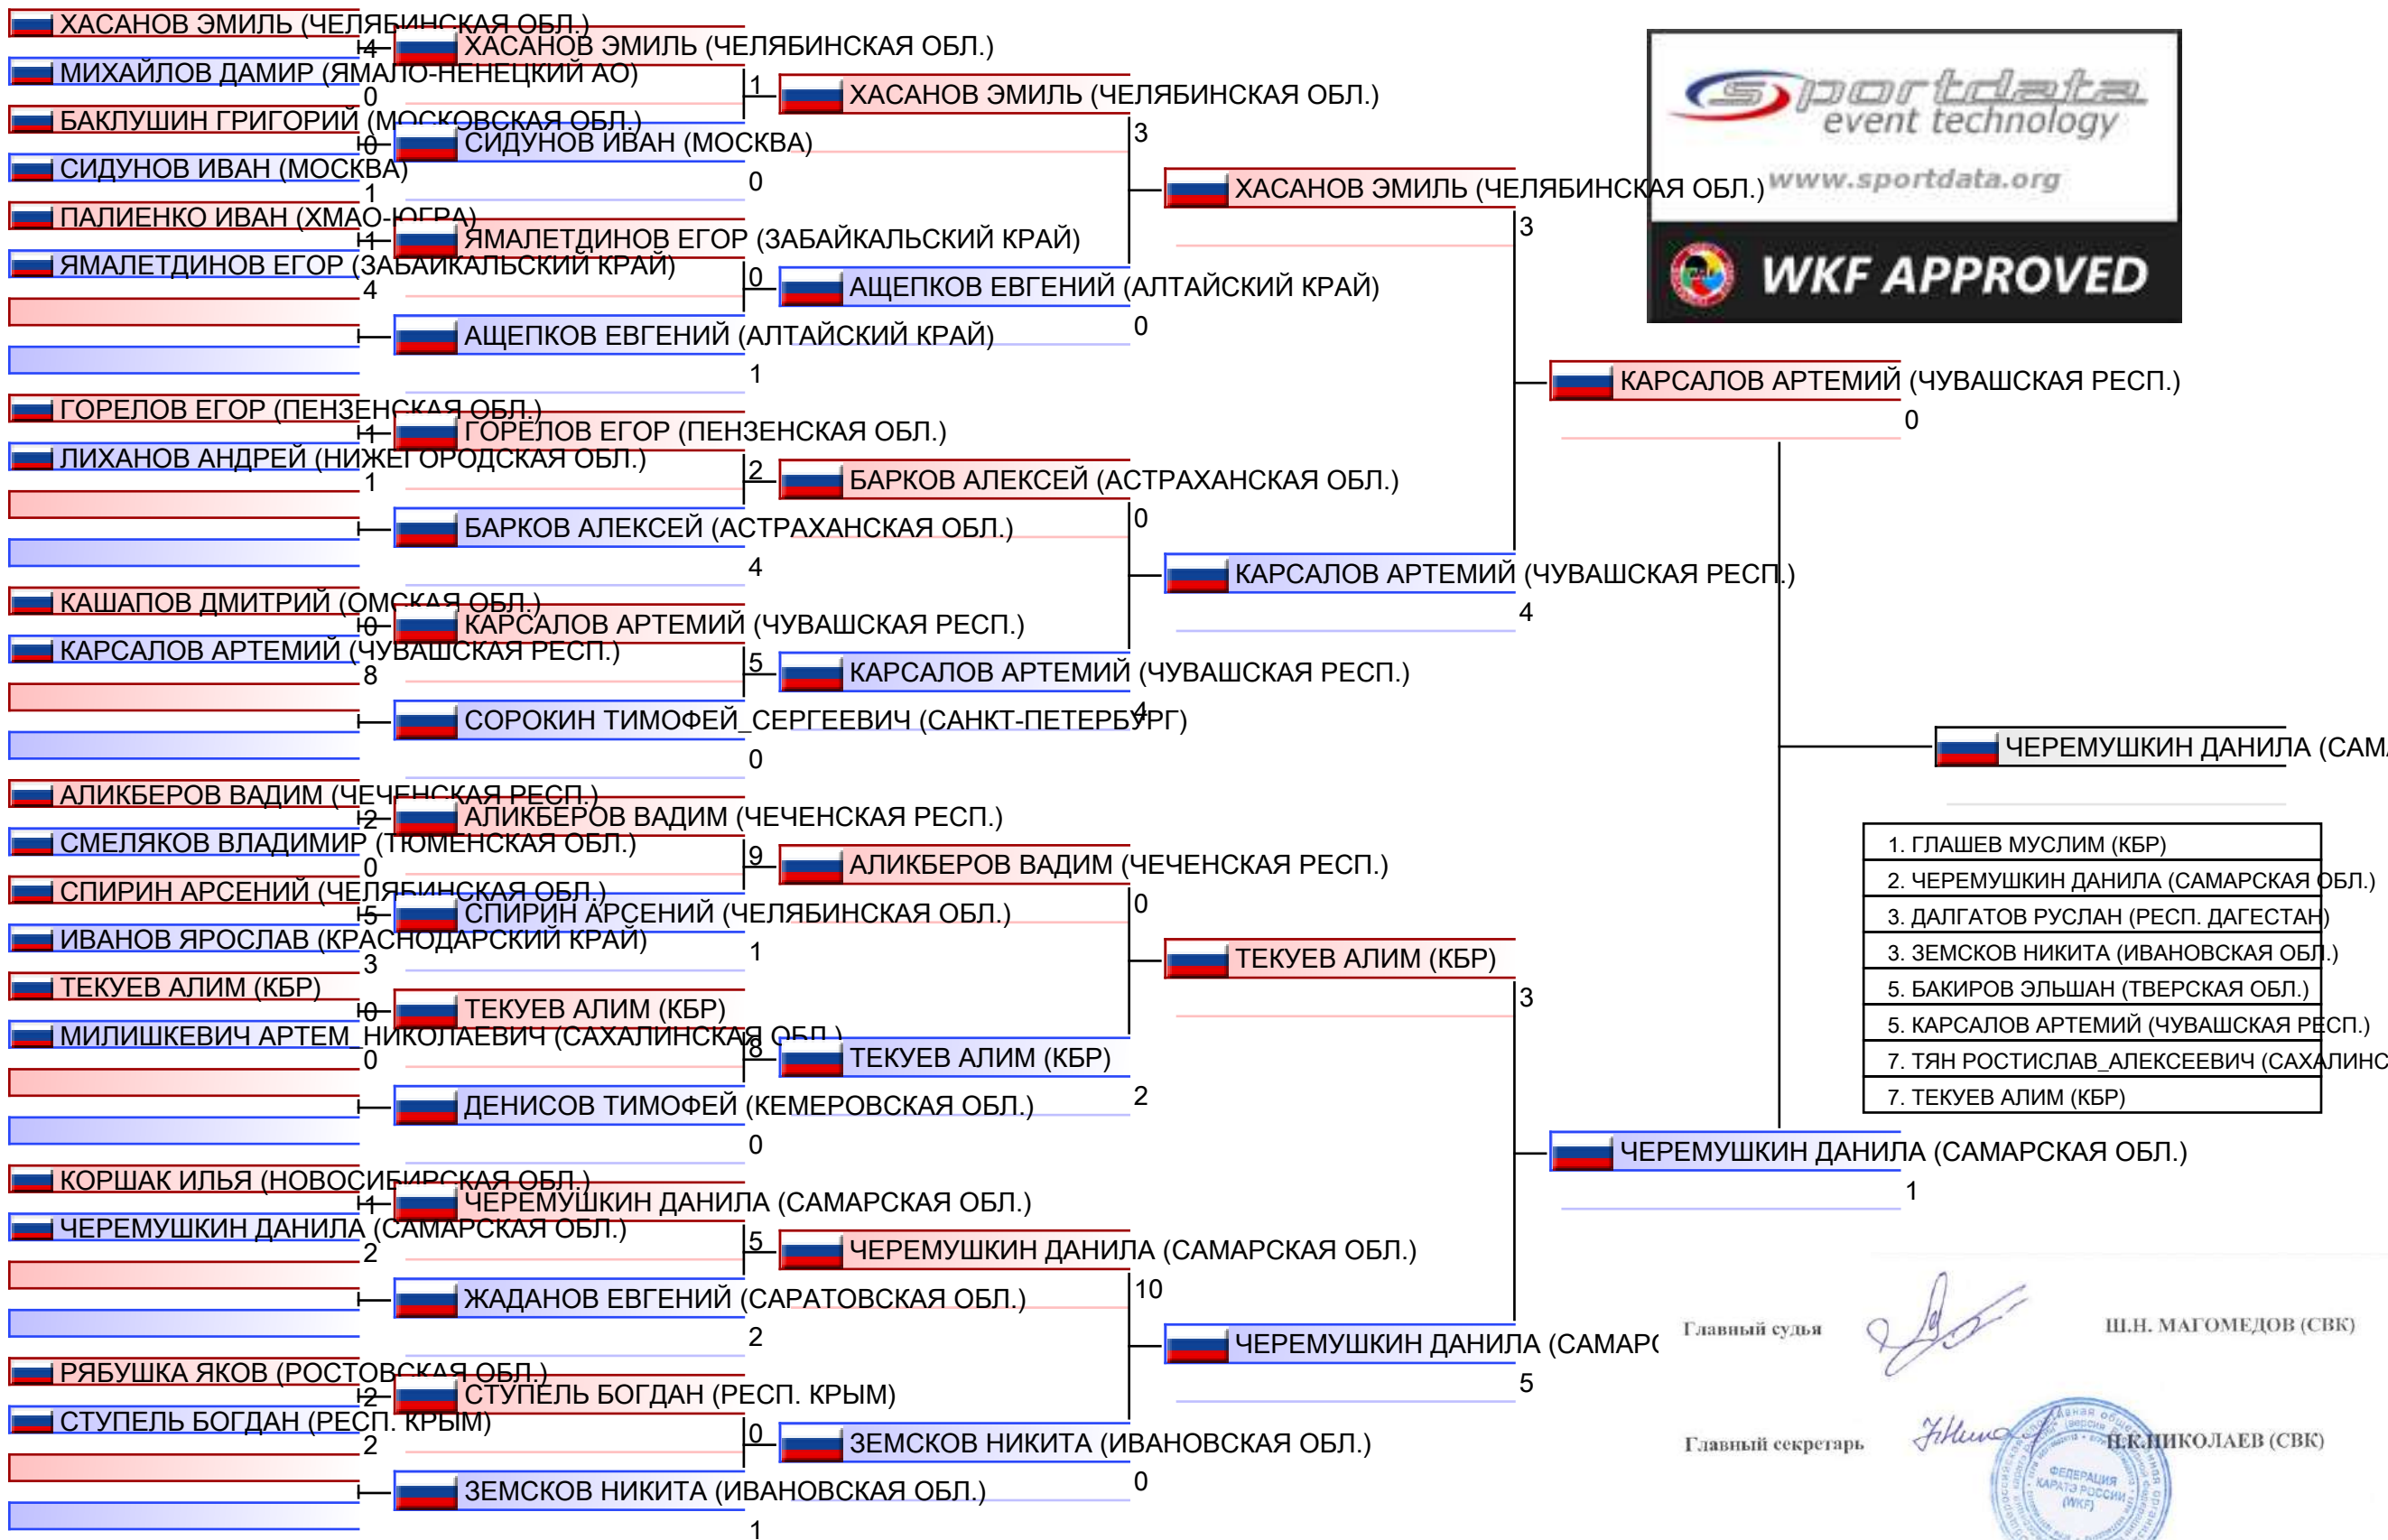 ХАСАНОВ ЭМИЛЬ (ЧЕЛЯБИНСКАЯ ОБЛ.)
4
МИХАЙЛОВ ДАМИР (ЯМАЛО-НЕНЕЦКИЙ АО)
0
БАКЛУШИН ГРИГОРИЙ (МОСКОВСКАЯ ОБЛ.)
0
СИДУНОВ ИВАН (МОСКВА)
1
ПАЛИЕНКО ИВАН (ХМАО-ЮГРА)
1
ЯМАЛЕТДИНОВ ЕГОР (ЗАБАЙКАЛЬСКИЙ КРАЙ)
4
ГОРЕЛОВ ЕГОР (ПЕНЗЕНСКАЯ ОБЛ.)
1
ЛИХАНОВ АНДРЕЙ (НИЖЕГОРОДСКАЯ ОБЛ.)
1
КАШАПОВ ДМИТРИЙ (ОМСКАЯ ОБЛ.)
0
КАРСАЛОВ АРТЕМИЙ (ЧУВАШСКАЯ РЕСП.)
8
АЛИКБЕРОВ ВАДИМ (ЧЕЧЕНСКАЯ РЕСП.)
2
СМЕЛЯКОВ ВЛАДИМИР (ТЮМЕНСКАЯ ОБЛ.)
0
СПИРИН АРСЕНИЙ (ЧЕЛЯБИНСКАЯ ОБЛ.)
5
ИВАНОВ ЯРОСЛАВ (КРАСНОДАРСКИЙ КРАЙ)
3
ТЕКУЕВ АЛИМ (КБР)
0
МИЛИШКЕВИЧ АРТЕМ_НИКОЛАЕВИЧ (САХАЛИНСКАЯ ОБЛ.)
0
КОРШАК ИЛЬЯ (НОВОСИБИРСКАЯ ОБЛ.)
1
ЧЕРЕМУШКИН ДАНИЛА (САМАРСКАЯ ОБЛ.)
2
РЯБУШКА ЯКОВ (РОСТОВСКАЯ ОБЛ.)
2
СТУПЕЛЬ БОГДАН (РЕСП. КРЫМ)
2
ХАСАНОВ ЭМИЛЬ (ЧЕЛЯБИНСКАЯ ОБЛ.)
1
СИДУНОВ ИВАН (МОСКВА)
0
ЯМАЛЕТДИНОВ ЕГОР (ЗАБАЙКАЛЬСКИЙ КРАЙ)
0
АЩЕПКОВ ЕВГЕНИЙ (АЛТАЙСКИЙ КРАЙ)
1
ГОРЕЛОВ ЕГОР (ПЕНЗЕНСКАЯ ОБЛ.)
2
БАРКОВ АЛЕКСЕЙ (АСТРАХАНСКАЯ ОБЛ.)
4
КАРСАЛОВ АРТЕМИЙ (ЧУВАШСКАЯ РЕСП.)
5
СОРОКИН ТИМОФЕЙ_СЕРГЕЕВИЧ (САНКТ-ПЕТЕРБУРГ)
0
АЛИКБЕРОВ ВАДИМ (ЧЕЧЕНСКАЯ РЕСП.)
9
СПИРИН АРСЕНИЙ (ЧЕЛЯБИНСКАЯ ОБЛ.)
1
ТЕКУЕВ АЛИМ (КБР)
8
ДЕНИСОВ ТИМОФЕЙ (КЕМЕРОВСКАЯ ОБЛ.)
0
ЧЕРЕМУШКИН ДАНИЛА (САМАРСКАЯ ОБЛ.)
5
ЖАДАНОВ ЕВГЕНИЙ (САРАТОВСКАЯ ОБЛ.)
2
СТУПЕЛЬ БОГДАН (РЕСП. КРЫМ)
0
ЗЕМСКОВ НИКИТА (ИВАНОВСКАЯ ОБЛ.)
1
ХАСАНОВ ЭМИЛЬ (ЧЕЛЯБИНСКАЯ ОБЛ.)
3
АЩЕПКОВ ЕВГЕНИЙ (АЛТАЙСКИЙ КРАЙ)
0
БАРКОВ АЛЕКСЕЙ (АСТРАХАНСКАЯ ОБЛ.)
0
КАРСАЛОВ АРТЕМИЙ (ЧУВАШСКАЯ РЕСП.)
4
АЛИКБЕРОВ ВАДИМ (ЧЕЧЕНСКАЯ РЕСП.)
0
ТЕКУЕВ АЛИМ (КБР)
2
ЧЕРЕМУШКИН ДАНИЛА (САМАРСКАЯ ОБЛ.)
10
ЗЕМСКОВ НИКИТА (ИВАНОВСКАЯ ОБЛ.)
0
ХАСАНОВ ЭМИЛЬ (ЧЕЛЯБИНСКАЯ ОБЛ.)
3
КАРСАЛОВ АРТЕМИЙ (ЧУВАШСКАЯ РЕСП.)
4
ТЕКУЕВ АЛИМ (КБР)
3
ЧЕРЕМУШКИН ДАНИЛА (САМАРС
5
sportdata
event technology
www.sportdata.org
WKF APPROVED
КАРСАЛОВ АРТЕМИЙ (ЧУВАШСКАЯ РЕСП.)
0
ЧЕРЕМУШКИН ДАНИЛА (САМАРСКАЯ ОБЛ.)
1
ЧЕРЕМУШКИН ДАНИЛА (САМА
1. ГЛАШЕВ МУСЛИМ (КБР)
2. ЧЕРЕМУШКИН ДАНИЛА (САМАРСКАЯ ОБЛ.)
3. ДАЛГАТОВ РУСЛАН (РЕСП. ДАГЕСТАН)
3. ЗЕМСКОВ НИКИТА (ИВАНОВСКАЯ ОБЛ.)
5. БАКИРОВ ЭЛЬШАН (ТВЕРСКАЯ ОБЛ.)
5. КАРСАЛОВ АРТЕМИЙ (ЧУВАШСКАЯ РЕСП.)
7. ТЯН РОСТИСЛАВ_АЛЕКСЕЕВИЧ (САХАЛИНС
7. ТЕКУЕВ АЛИМ (КБР)
Главный судья Ш.Н. МАГОМЕДОВ (СВК)
Главный секретарь П.К.НИКОЛАЕВ (СВК)
ФЕДЕРАЦИЯ
КАРАТЭ РОССИИ
(WKF)